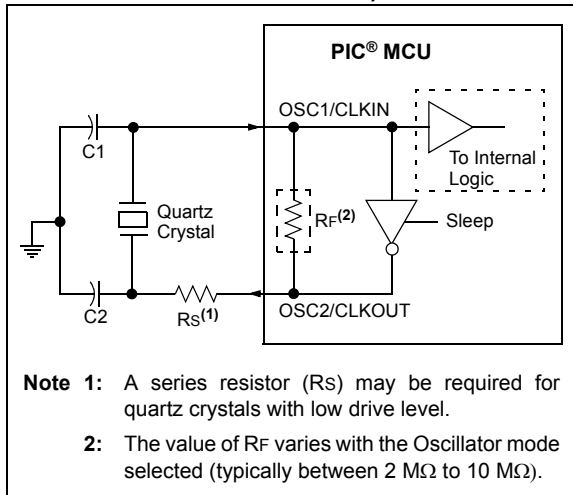 PIC® MCU
OSC1/CLKIN
C1
To Internal
Logic
Quartz
Crystal
RF(2)
Sleep
C2
RS(1)
OSC2/CLKOUT
Note 1: A series resistor (RS) may be required for
quartz crystals with low drive level.
2: The value of RF varies with the Oscillator mode
selected (typically between 2 MΩ to 10 MΩ).